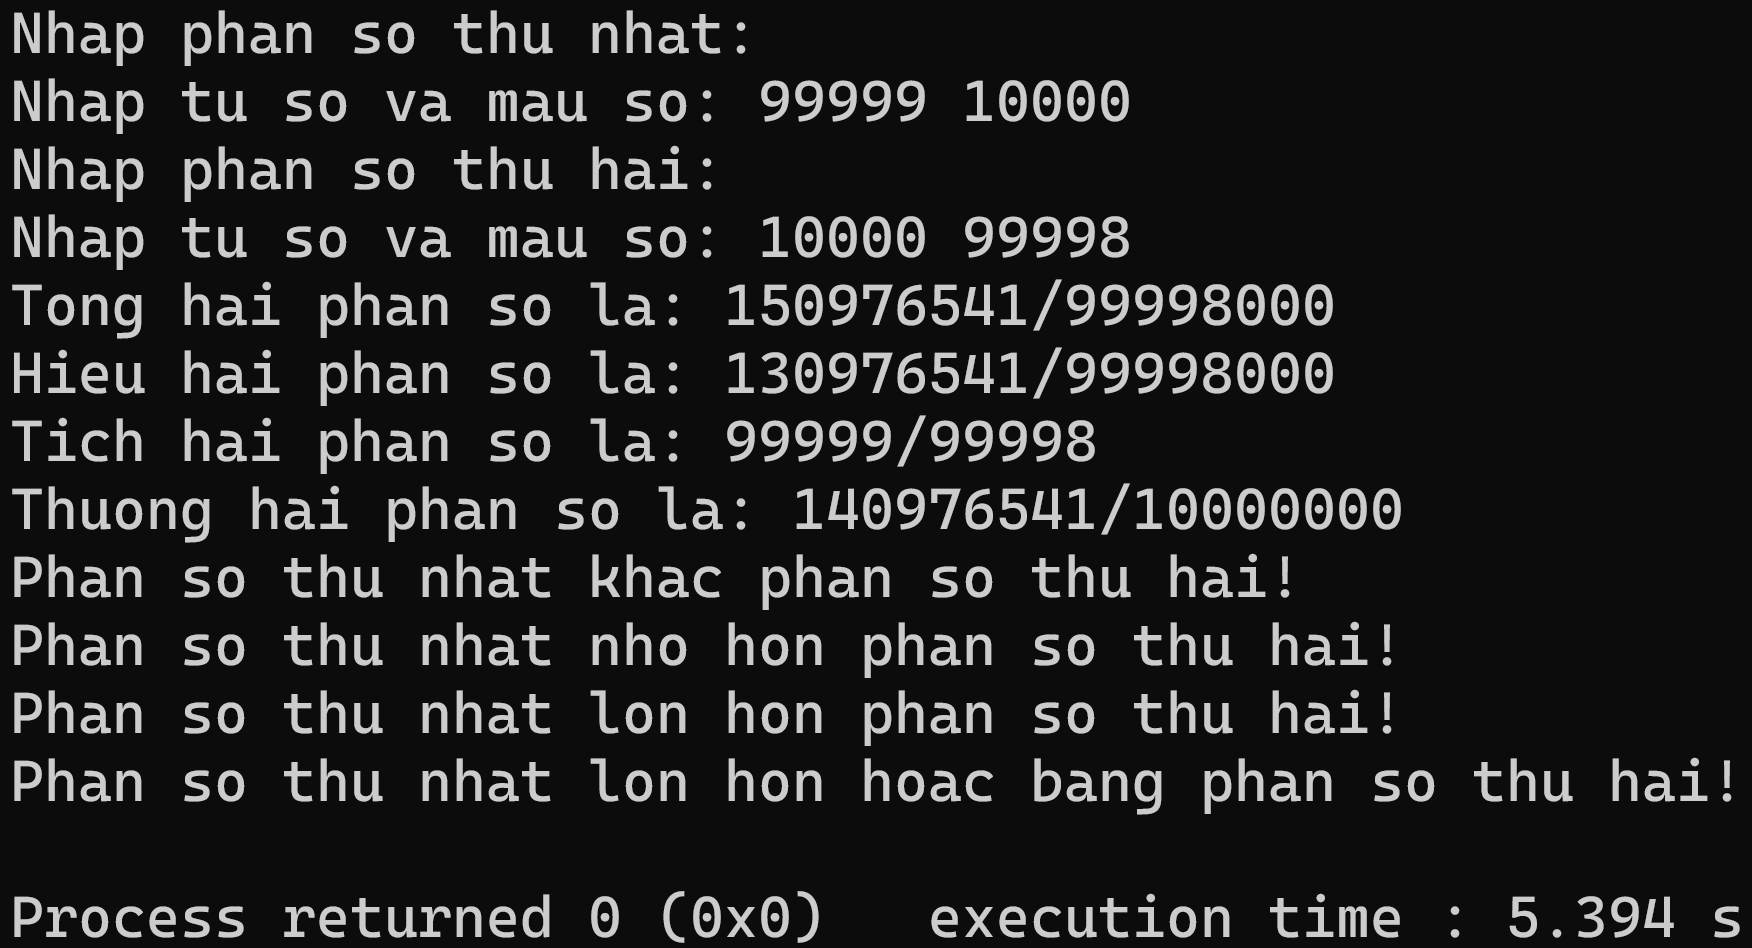 Nhap phan so thu nhat:
Nhap tu so va mau so: 99999 10000
Nhap phan so thu hai:
Nhap tu so va mau so: 10000 99998
Tong hai phan so la: 150976541/99998000
Hieu hai phan so la: 130976541/99998000
Tich hai phan so la: 99999/99998
Thuong hai phan so la: 140976541/10000000
Phan so thu nhat khac phan so thu hai!
Phan so thu nhat nho hon phan so thu hai!
Phan so thu nhat lon hon phan so thu hai!
Phan so thu nhat lon hon hoac bang phan so thu hai!
Process returned 0 (0x0)   execution time : 5.394 s